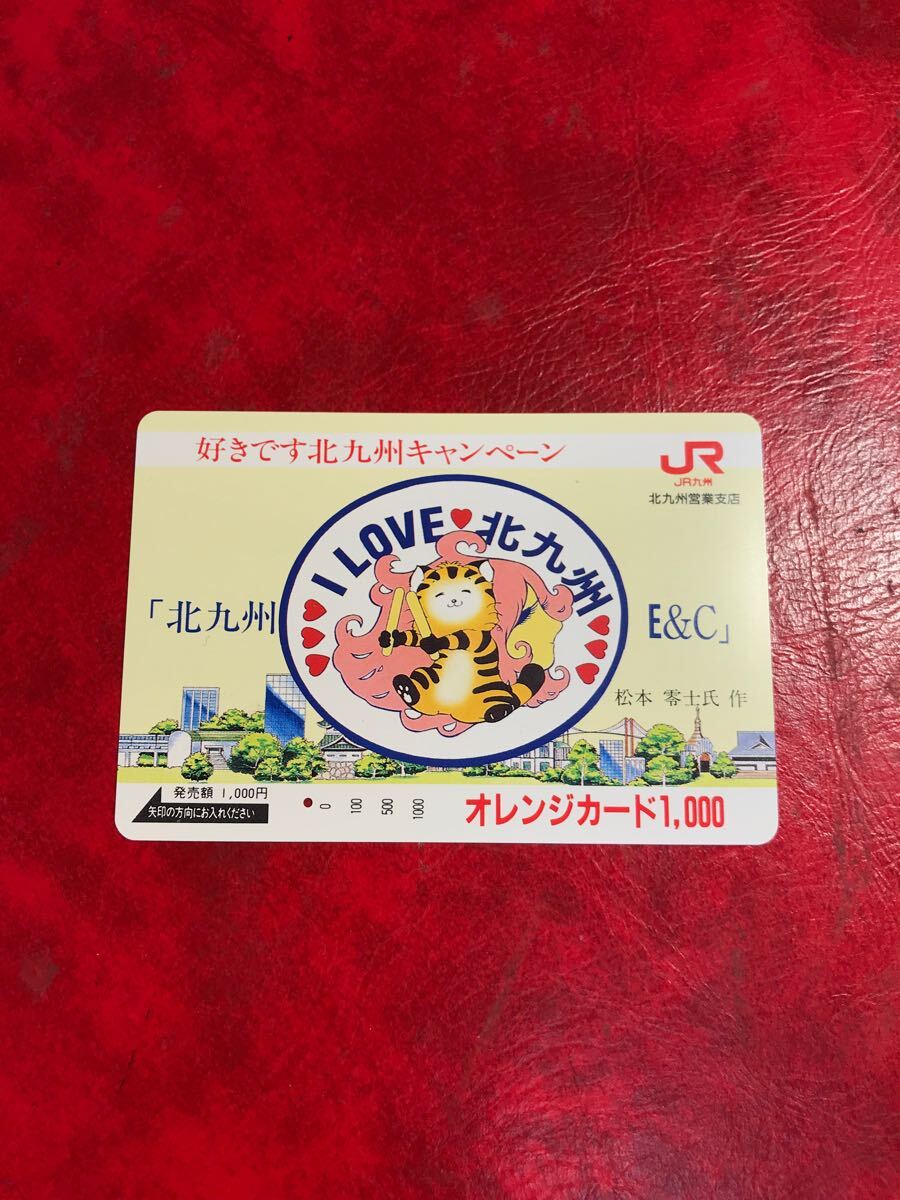 好きです北九州キャンペーン
JR
JR九州
北九州営業支店
I LOVE♥北九州
「北九州 E&C」
松本 零士氏 作
発売額 1,000円
矢印の方向にお入れください
0 100 500 1000
オレンジカード1,000